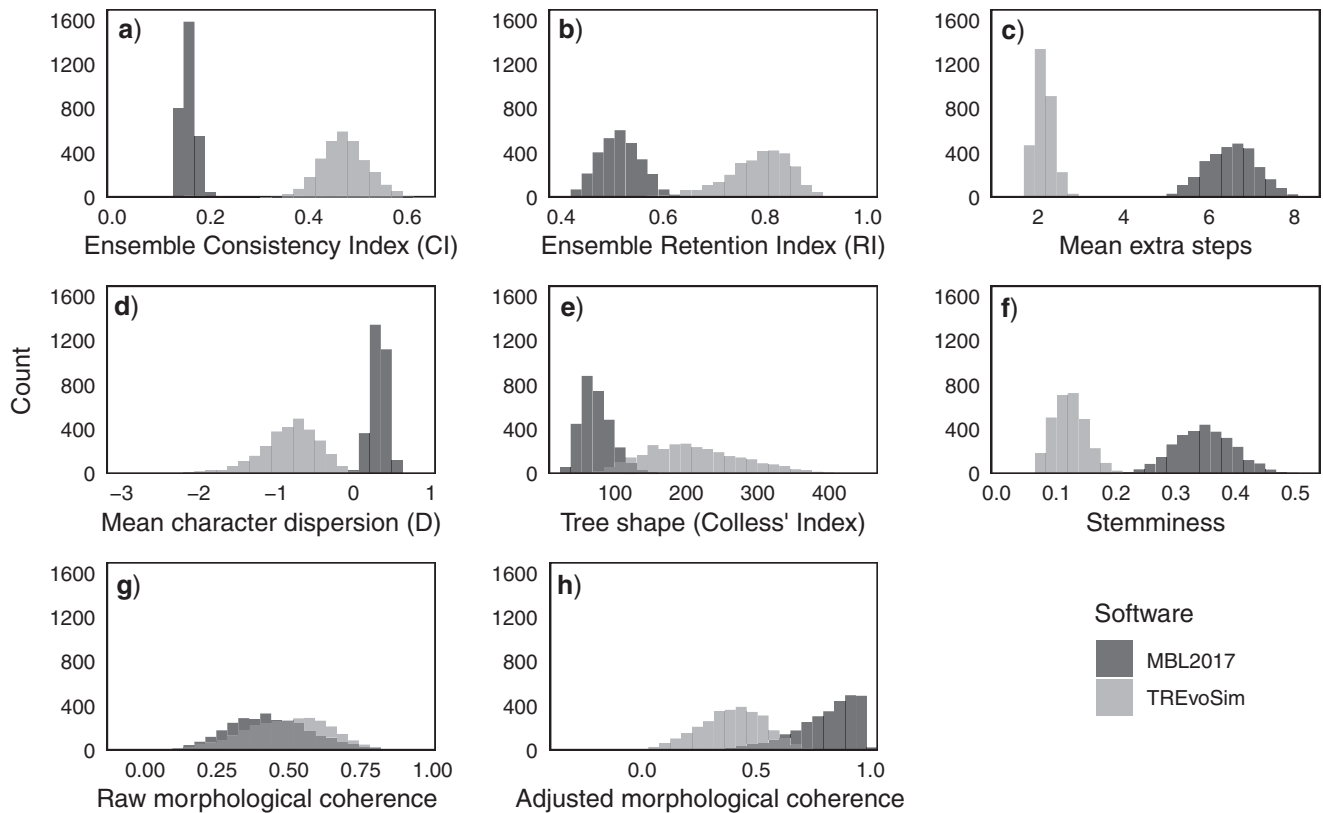 a)
1600
1200
800
400
0
0.0 0.2 0.4 0.6
Ensemble Consistency Index (CI)
b)
1600
1200
800
400
0
0.4 0.6 0.8 1.0
Ensemble Retention Index (RI)
c)
1600
1200
800
400
0
2 4 6 8
Mean extra steps
Count
d)
1600
1200
800
400
0
−3 −2 −1 0 1
Mean character dispersion (D)
e)
1600
1200
800
400
0
100 200 300 400
Tree shape (Colless' Index)
f)
1600
1200
800
400
0
0.0 0.1 0.2 0.3 0.4 0.5
Stemminess
g)
1600
1200
800
400
0
0.00 0.25 0.50 0.75 1.00
Raw morphological coherence
h)
1600
1200
800
400
0
0.0 0.5 1.0
Adjusted morphological coherence
Software
MBL2017
TREvoSim